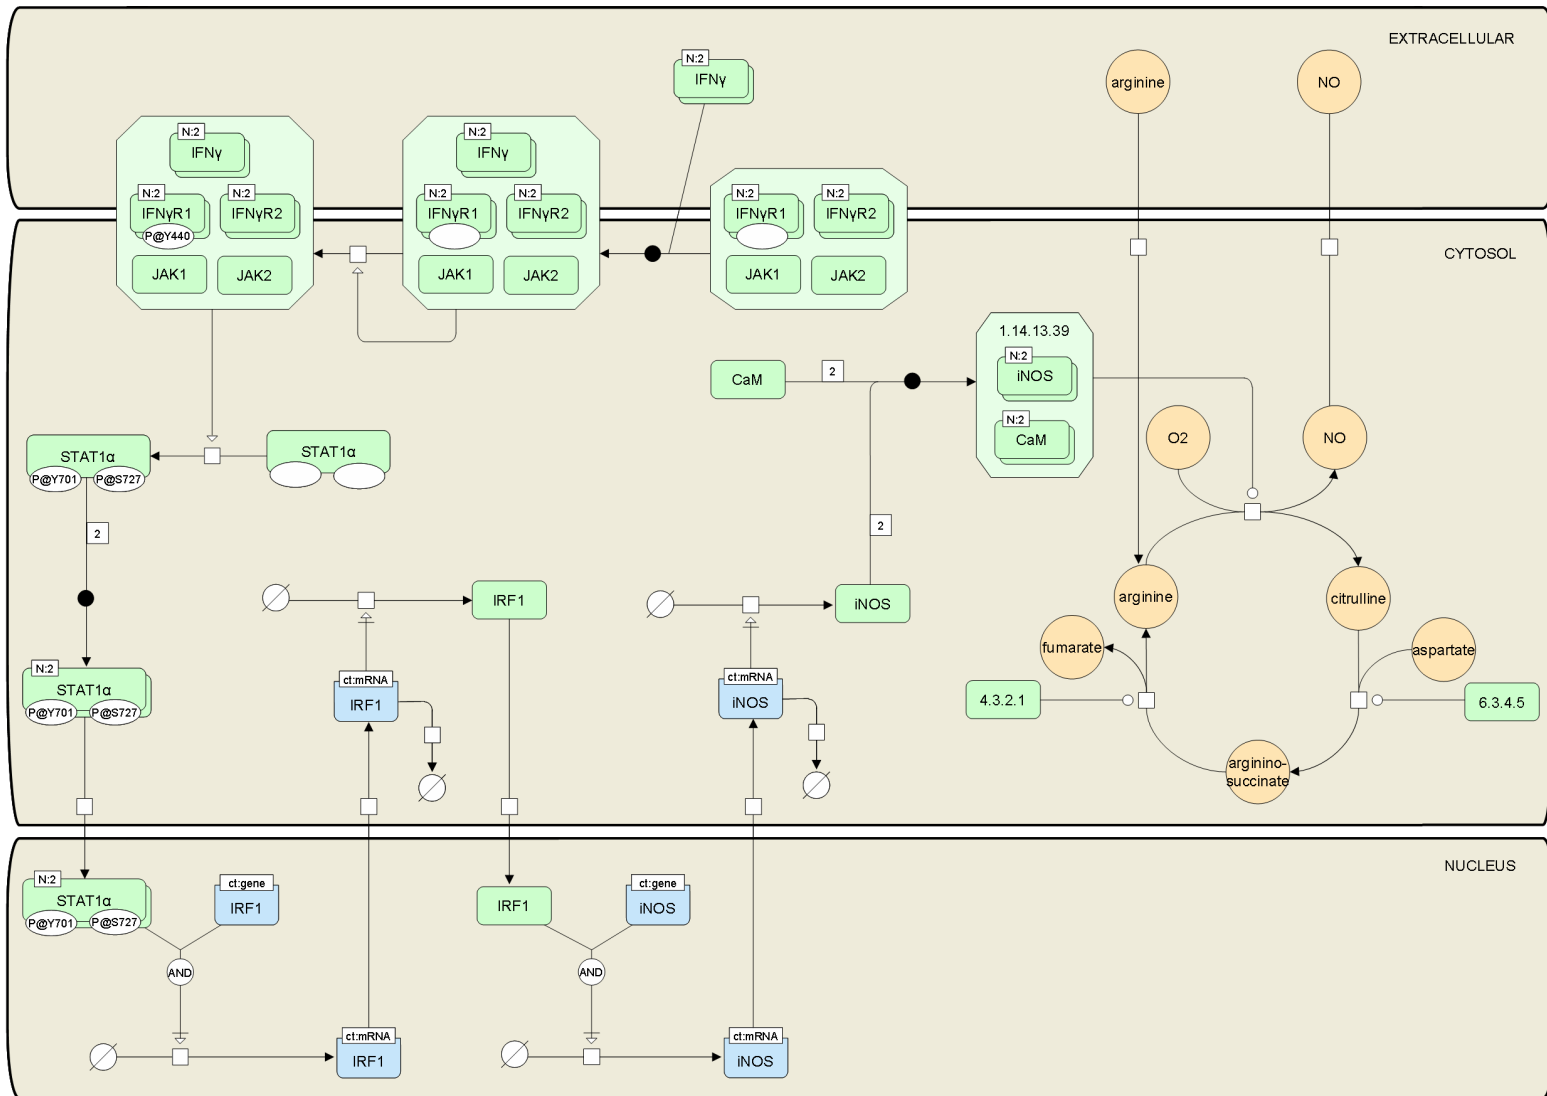 EXTRACELLULAR
N:2
IFNγ
arginine
NO
N:2
IFNγ
N:2
IFNγR1
P@Y440
N:2
IFNγR2
JAK1
JAK2
N:2
IFNγ
N:2
IFNγR1
N:2
IFNγR2
JAK1
JAK2
N:2
IFNγR1
N:2
IFNγR2
JAK1
JAK2
CYTOSOL
1.14.13.39
N:2
iNOS
N:2
CaM
CaM
2
O2
NO
STAT1α
P@Y701
P@S727
STAT1α
2
2
IRF1
iNOS
arginine
citrulline
fumarate
aspartate
4.3.2.1
6.3.4.5
arginino-
succinate
N:2
STAT1α
P@Y701
P@S727
ct:mRNA
IRF1
ct:mRNA
iNOS
NUCLEUS
N:2
STAT1α
P@Y701
P@S727
ct:gene
IRF1
IRF1
ct:gene
iNOS
AND
AND
ct:mRNA
IRF1
ct:mRNA
iNOS